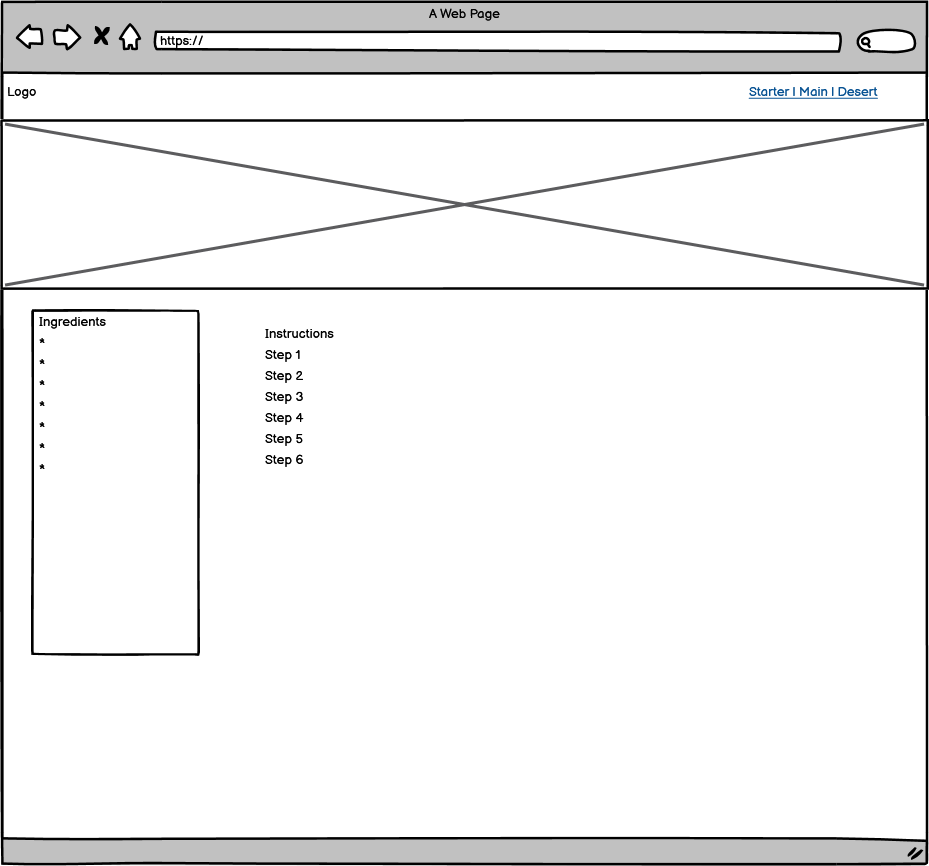 A Web Page
https://
Logo
Starter | Main | Desert
Ingredients
*
*
*
*
*
*
*
Instructions
Step 1
Step 2
Step 3
Step 4
Step 5
Step 6